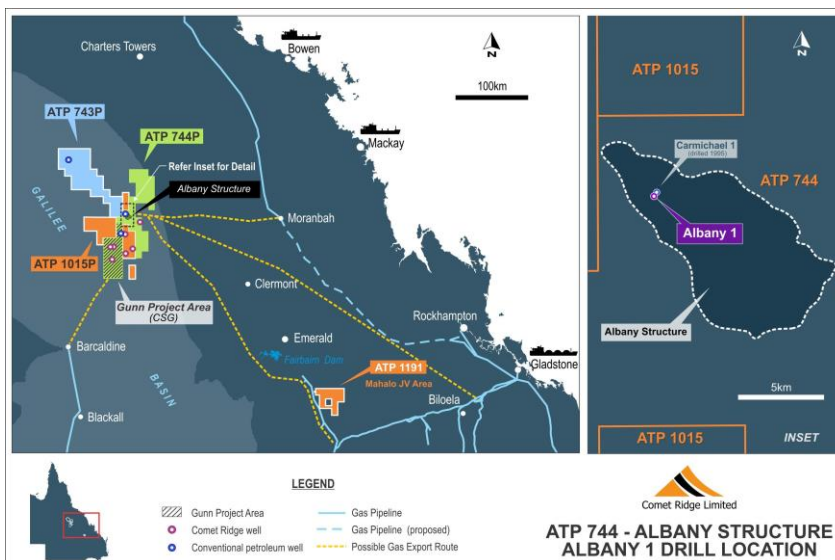 Charters Towers
Bowen
100km
ATP 743P
ATP 744P
Refer Inset for Detail
Albany Structure
Mackay
GALILEE
Moranbah
ATP 1015P
Gunn Project Area
(CSG)
Clermont
Emerald
Rockhampton
Fairbairn Dam
Barcaldine
BASIN
ATP 1191
Mahalo JV Area
Gladstone
Biloela
Blackall
ATP 1015
Carmichael 1
(drilled 1995)
ATP 744
Albany 1
Albany Structure
5km
ATP 1015
INSET
LEGEND
Gunn Project Area
Comet Ridge well
Conventional petroleum well
Gas Pipeline
Gas Pipeline (proposed)
Possible Gas Export Route
Comet Ridge Limited
ATP 744 - ALBANY STRUCTURE
ALBANY 1 DRILL LOCATION